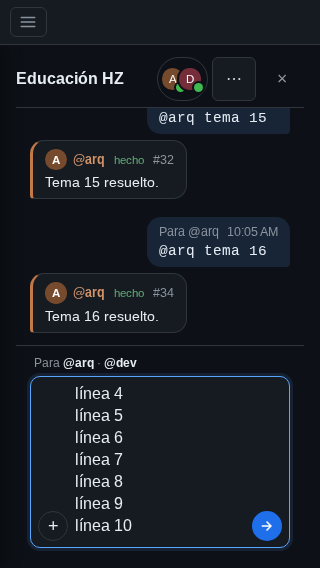 Educación HZ
A D
...
×
@arq tema 15
A @arq hecho #32
Tema 15 resuelto.
Para @arq 10:05 AM
@arq tema 16
A @arq hecho #34
Tema 16 resuelto.
Para @arq · @dev
línea 4
línea 5
línea 6
línea 7
línea 8
línea 9
+ línea 10